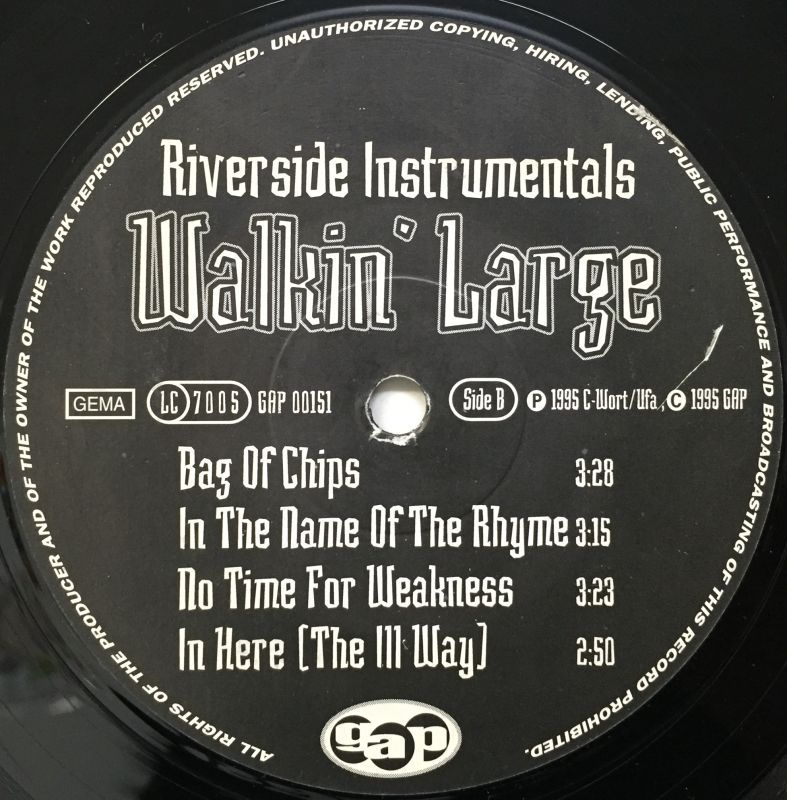 ALL RIGHTS OF THE PRODUCER AND OF THE OWNER OF THE WORK REPRODUCED RESERVED. UNAUTHORIZED COPYING, HIRING, LENDING, PUBLIC PERFORMANCE AND BROADCASTING OF THIS RECORD PROHIBITED.
Riverside Instrumentals
Walkin' Large
GEMA LC 7005 GAP 00151 Side B Ⓟ 1995 C-Wort/Ufa, Ⓒ 1995 GAP
Bag Of Chips 3:28
In The Name Of The Rhyme 3:15
No Time For Weakness 3:23
In Here (The Ill Way) 2:50
gap